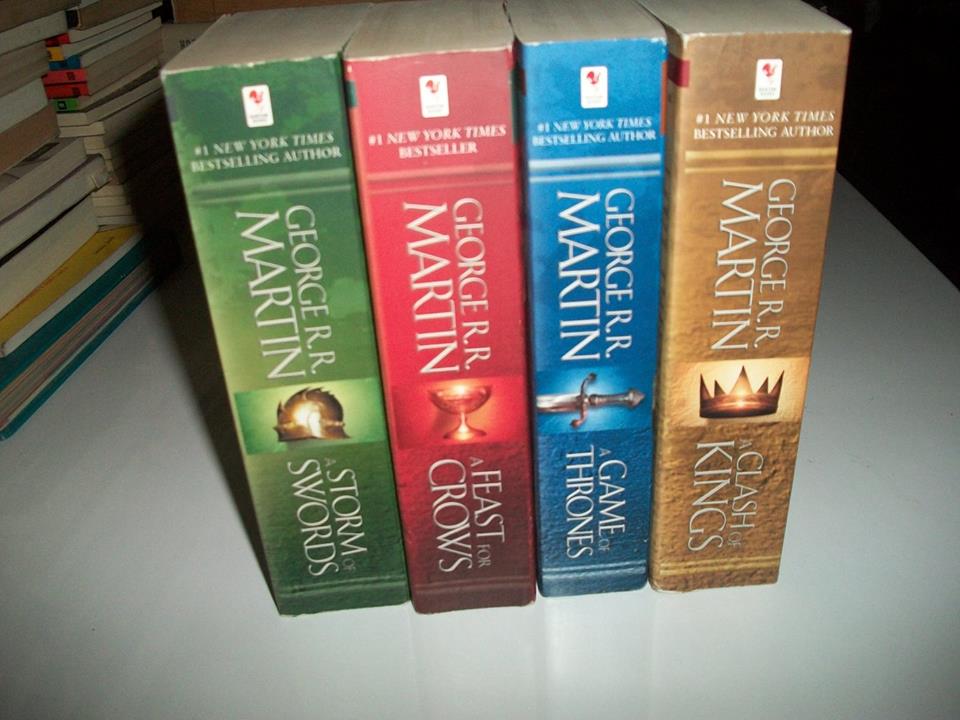 #1 NEW YORK TIMES
BESTSELLING AUTHOR
GEORGE R. R.
MARTIN
A STORM OF
SWORDS
#1 NEW YORK TIMES
BESTSELLER
GEORGE R. R.
MARTIN
A FEAST FOR
CROWS
#1 NEW YORK TIMES
BESTSELLING AUTHOR
GEORGE R. R.
MARTIN
A GAME OF
THRONES
#1 NEW YORK TIMES
BESTSELLING AUTHOR
GEORGE R. R.
MARTIN
A CLASH OF
KINGS